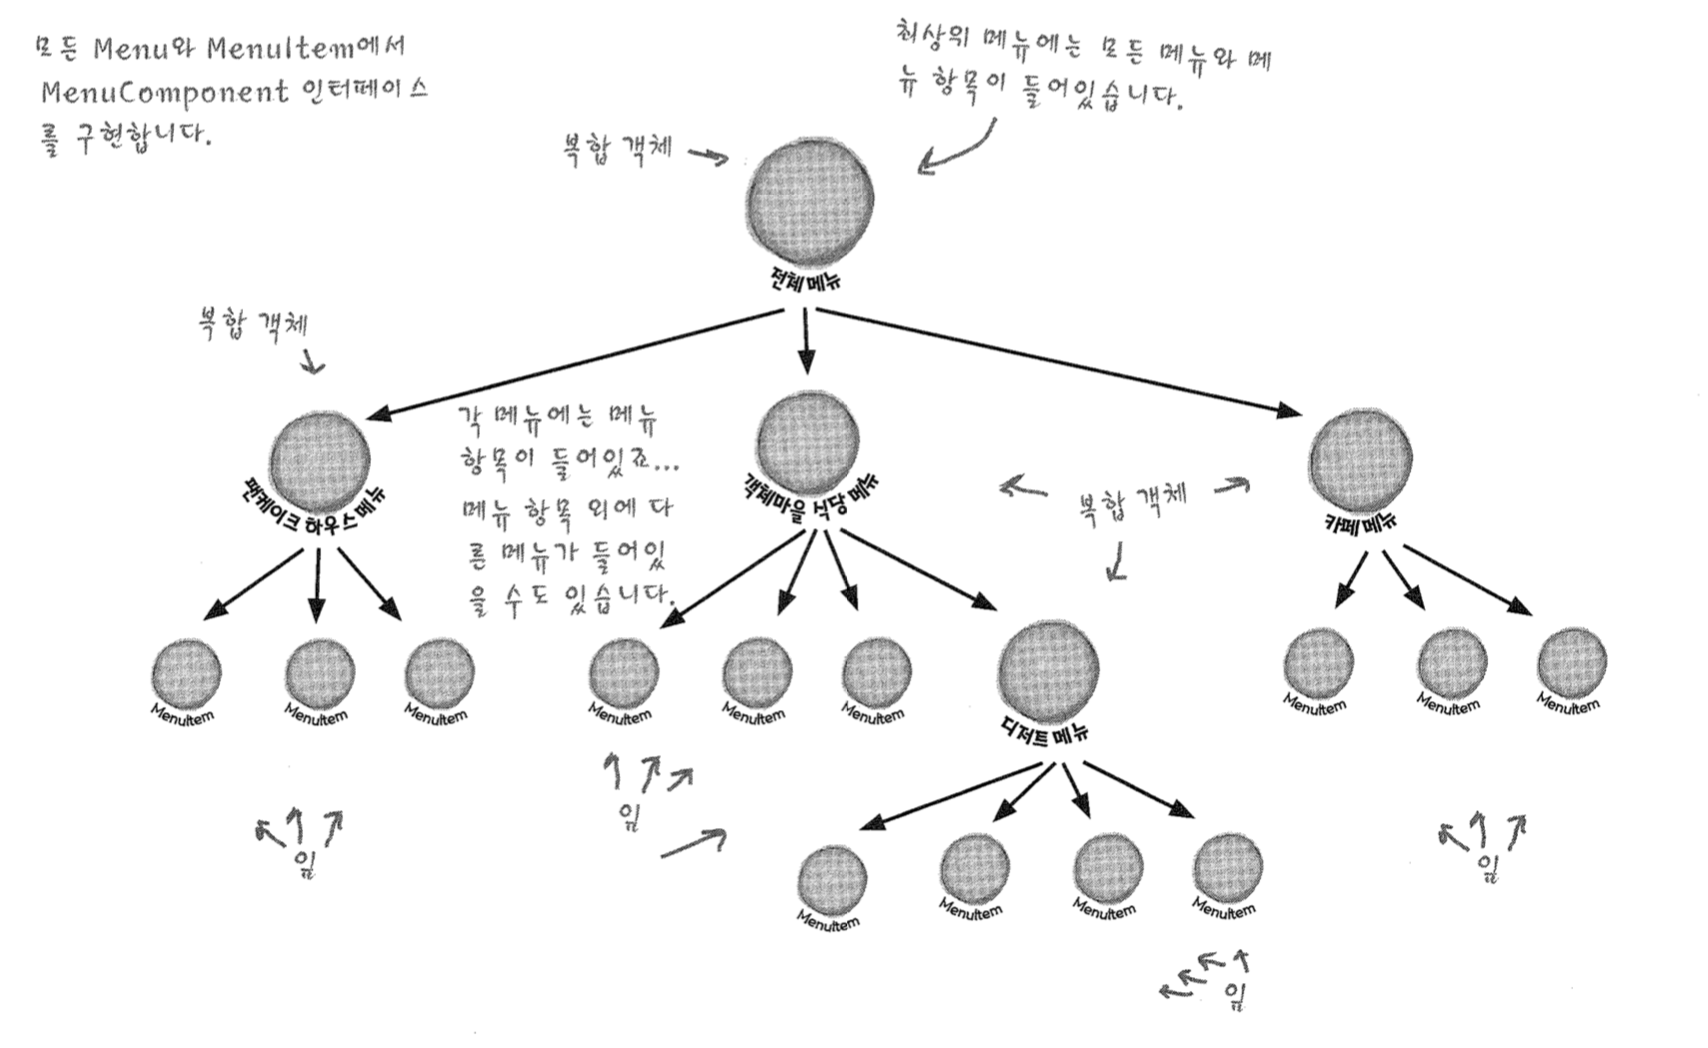 모든 Menu와 MenuItem에서
MenuComponent 인터페이스
를 구현합니다.
최상위 메뉴에는 모든 메뉴와 메
뉴 항목이 들어있습니다.
복합 객체
전체 메뉴
복합 객체
각 메뉴에는 메뉴
항목이 들어있죠...
메뉴 항목 외에 다
른 메뉴가 들어있
을 수도 있습니다.
팬케이크 하우스 메뉴
객체마을 식당 메뉴
복합 객체
카페 메뉴
MenuItem
MenuItem
MenuItem
MenuItem
MenuItem
MenuItem
디저트 메뉴
MenuItem
MenuItem
MenuItem
잎
잎
잎
MenuItem
MenuItem
MenuItem
MenuItem
잎